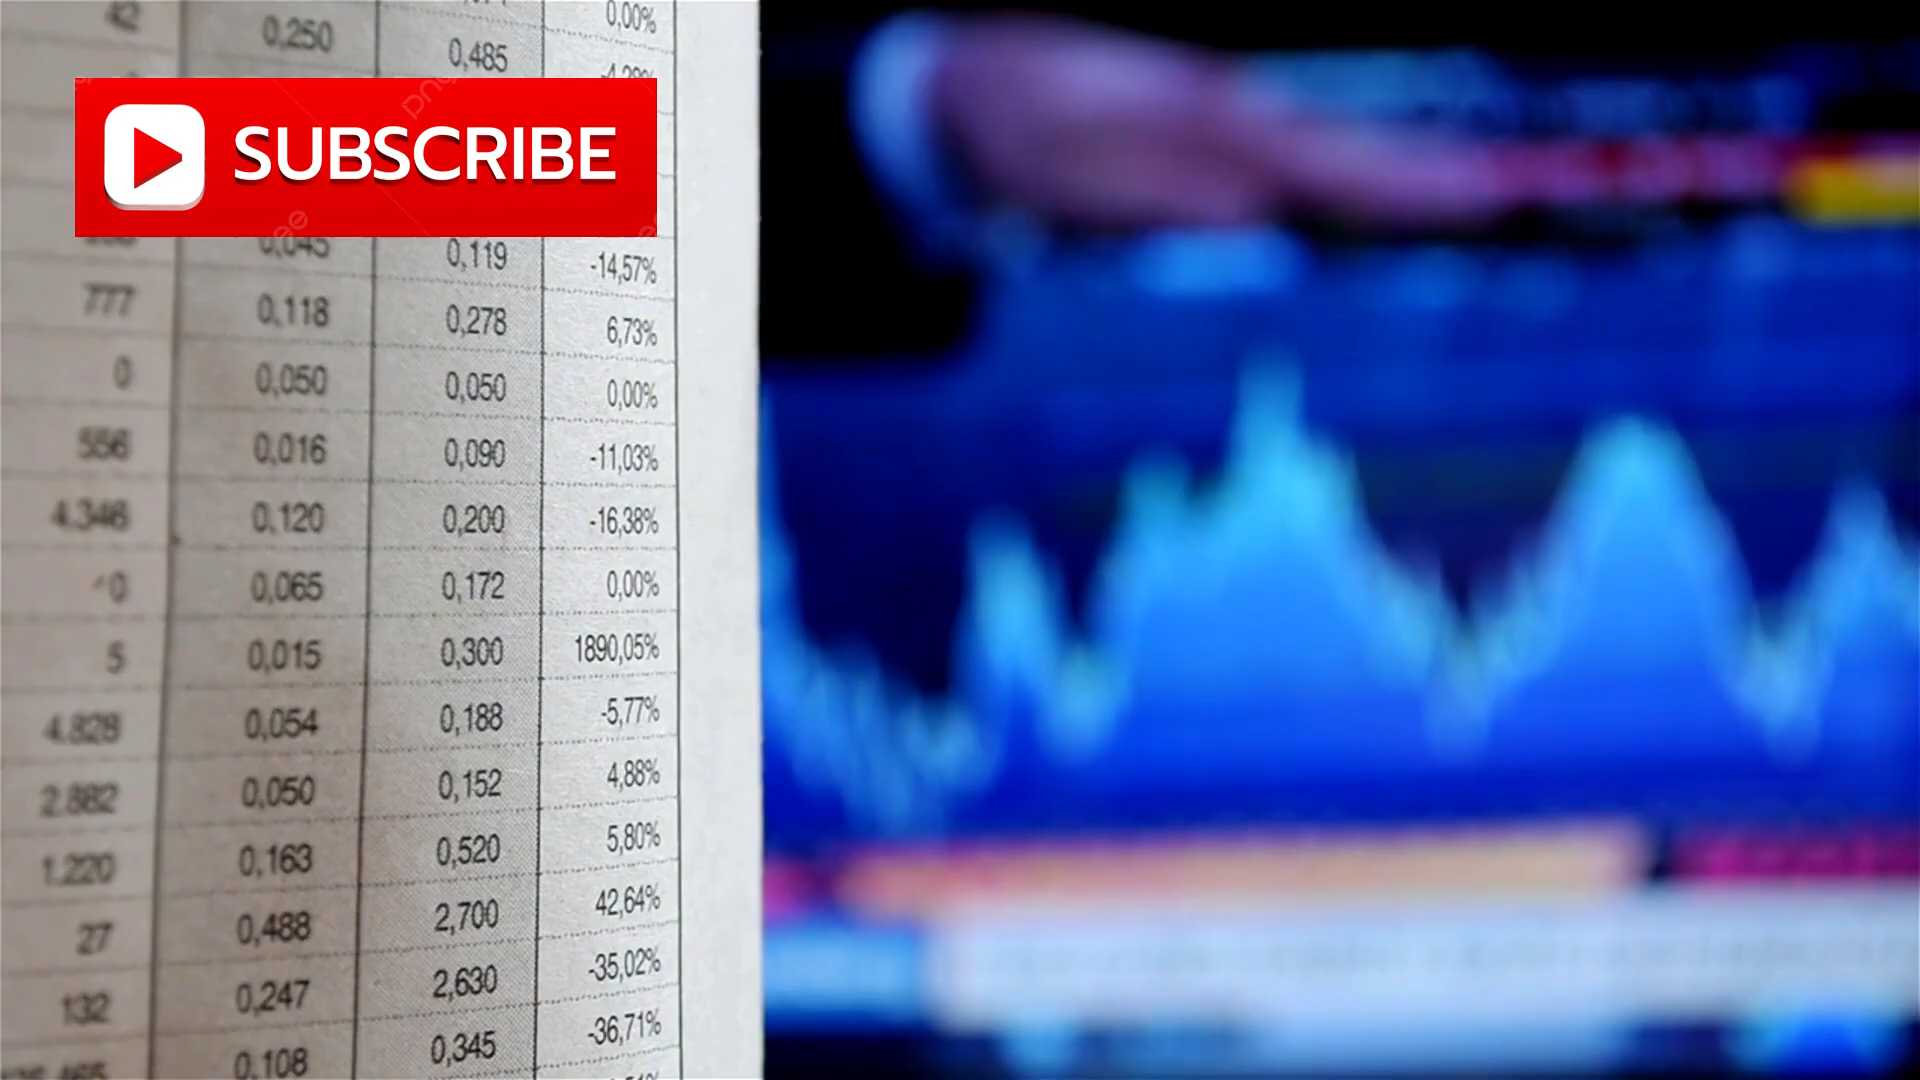 42 0,250 0,00%
0,485
SUBSCRIBE
0,045 0,119 -14,57%
777 0,118 0,278 6,73%
0 0,050 0,050 0,00%
556 0,016 0,090 -11,03%
4.346 0,120 0,200 -16,38%
0 0,065 0,172 0,00%
5 0,015 0,300 1890,05%
4.828 0,054 0,188 -5,77%
2.882 0,050 0,152 4,88%
1.220 0,163 0,520 5,80%
27 0,488 2,700 42,64%
132 0,247 2,630 -35,02%
0,108 0,345 -36,71%